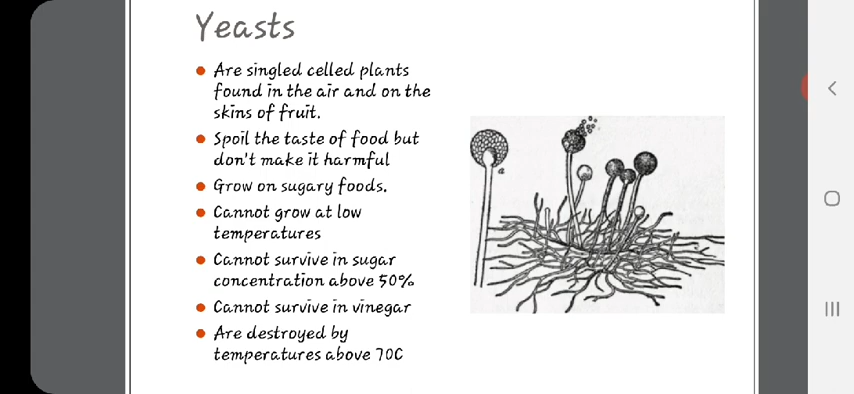 Yeasts
Are singled celled plants
found in the air and on the
skins of fruit.
Spoil the taste of food but
don't make it harmful
Grow on sugary foods.
Cannot grow at low
temperatures
Cannot survive in sugar
concentration above 50%
Cannot survive in vinegar
Are destroyed by
temperatures above 70C
a